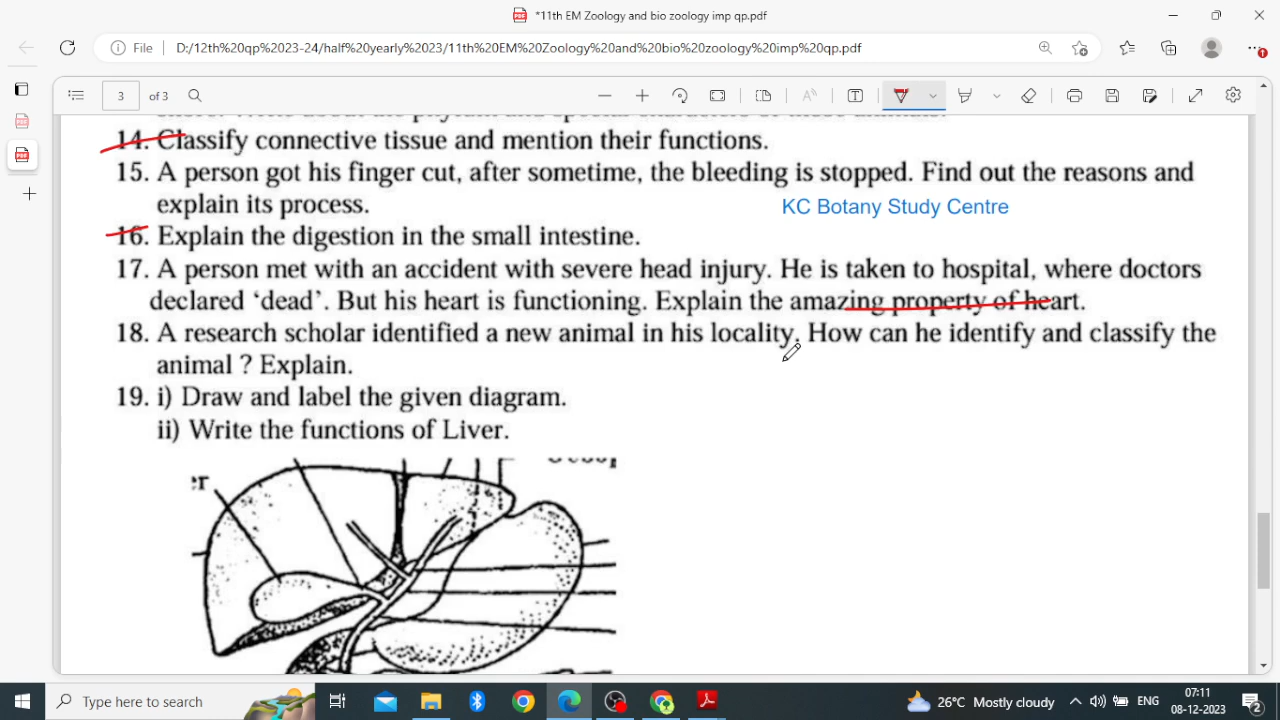 *11th EM Zoology and bio zoology imp qp.pdf
File
D:/12th%20qp%2023-24/half%20yearly%2023/11th%20EM%20Zoology%20and%20bio%20zoology%20imp%20qp.pdf
3 of 3
14. Classify connective tissue and mention their functions.
15. A person got his finger cut, after sometime, the bleeding is stopped. Find out the reasons and
explain its process.
KC Botany Study Centre
16. Explain the digestion in the small intestine.
17. A person met with an accident with severe head injury. He is taken to hospital, where doctors
declared ‘dead’. But his heart is functioning. Explain the amazing property of heart.
18. A research scholar identified a new animal in his locality. How can he identify and classify the
animal ? Explain.
19. i) Draw and label the given diagram.
ii) Write the functions of Liver.
Type here to search
26°C Mostly cloudy
ENG
07:11
08-12-2023
2